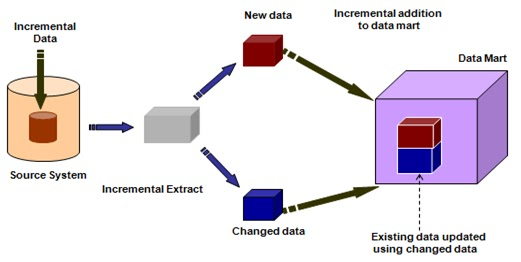 Incremental
Data
Source System
Incremental Extract
New data
Changed data
Incremental addition
to data mart
Data Mart
Existing data updated
using changed data